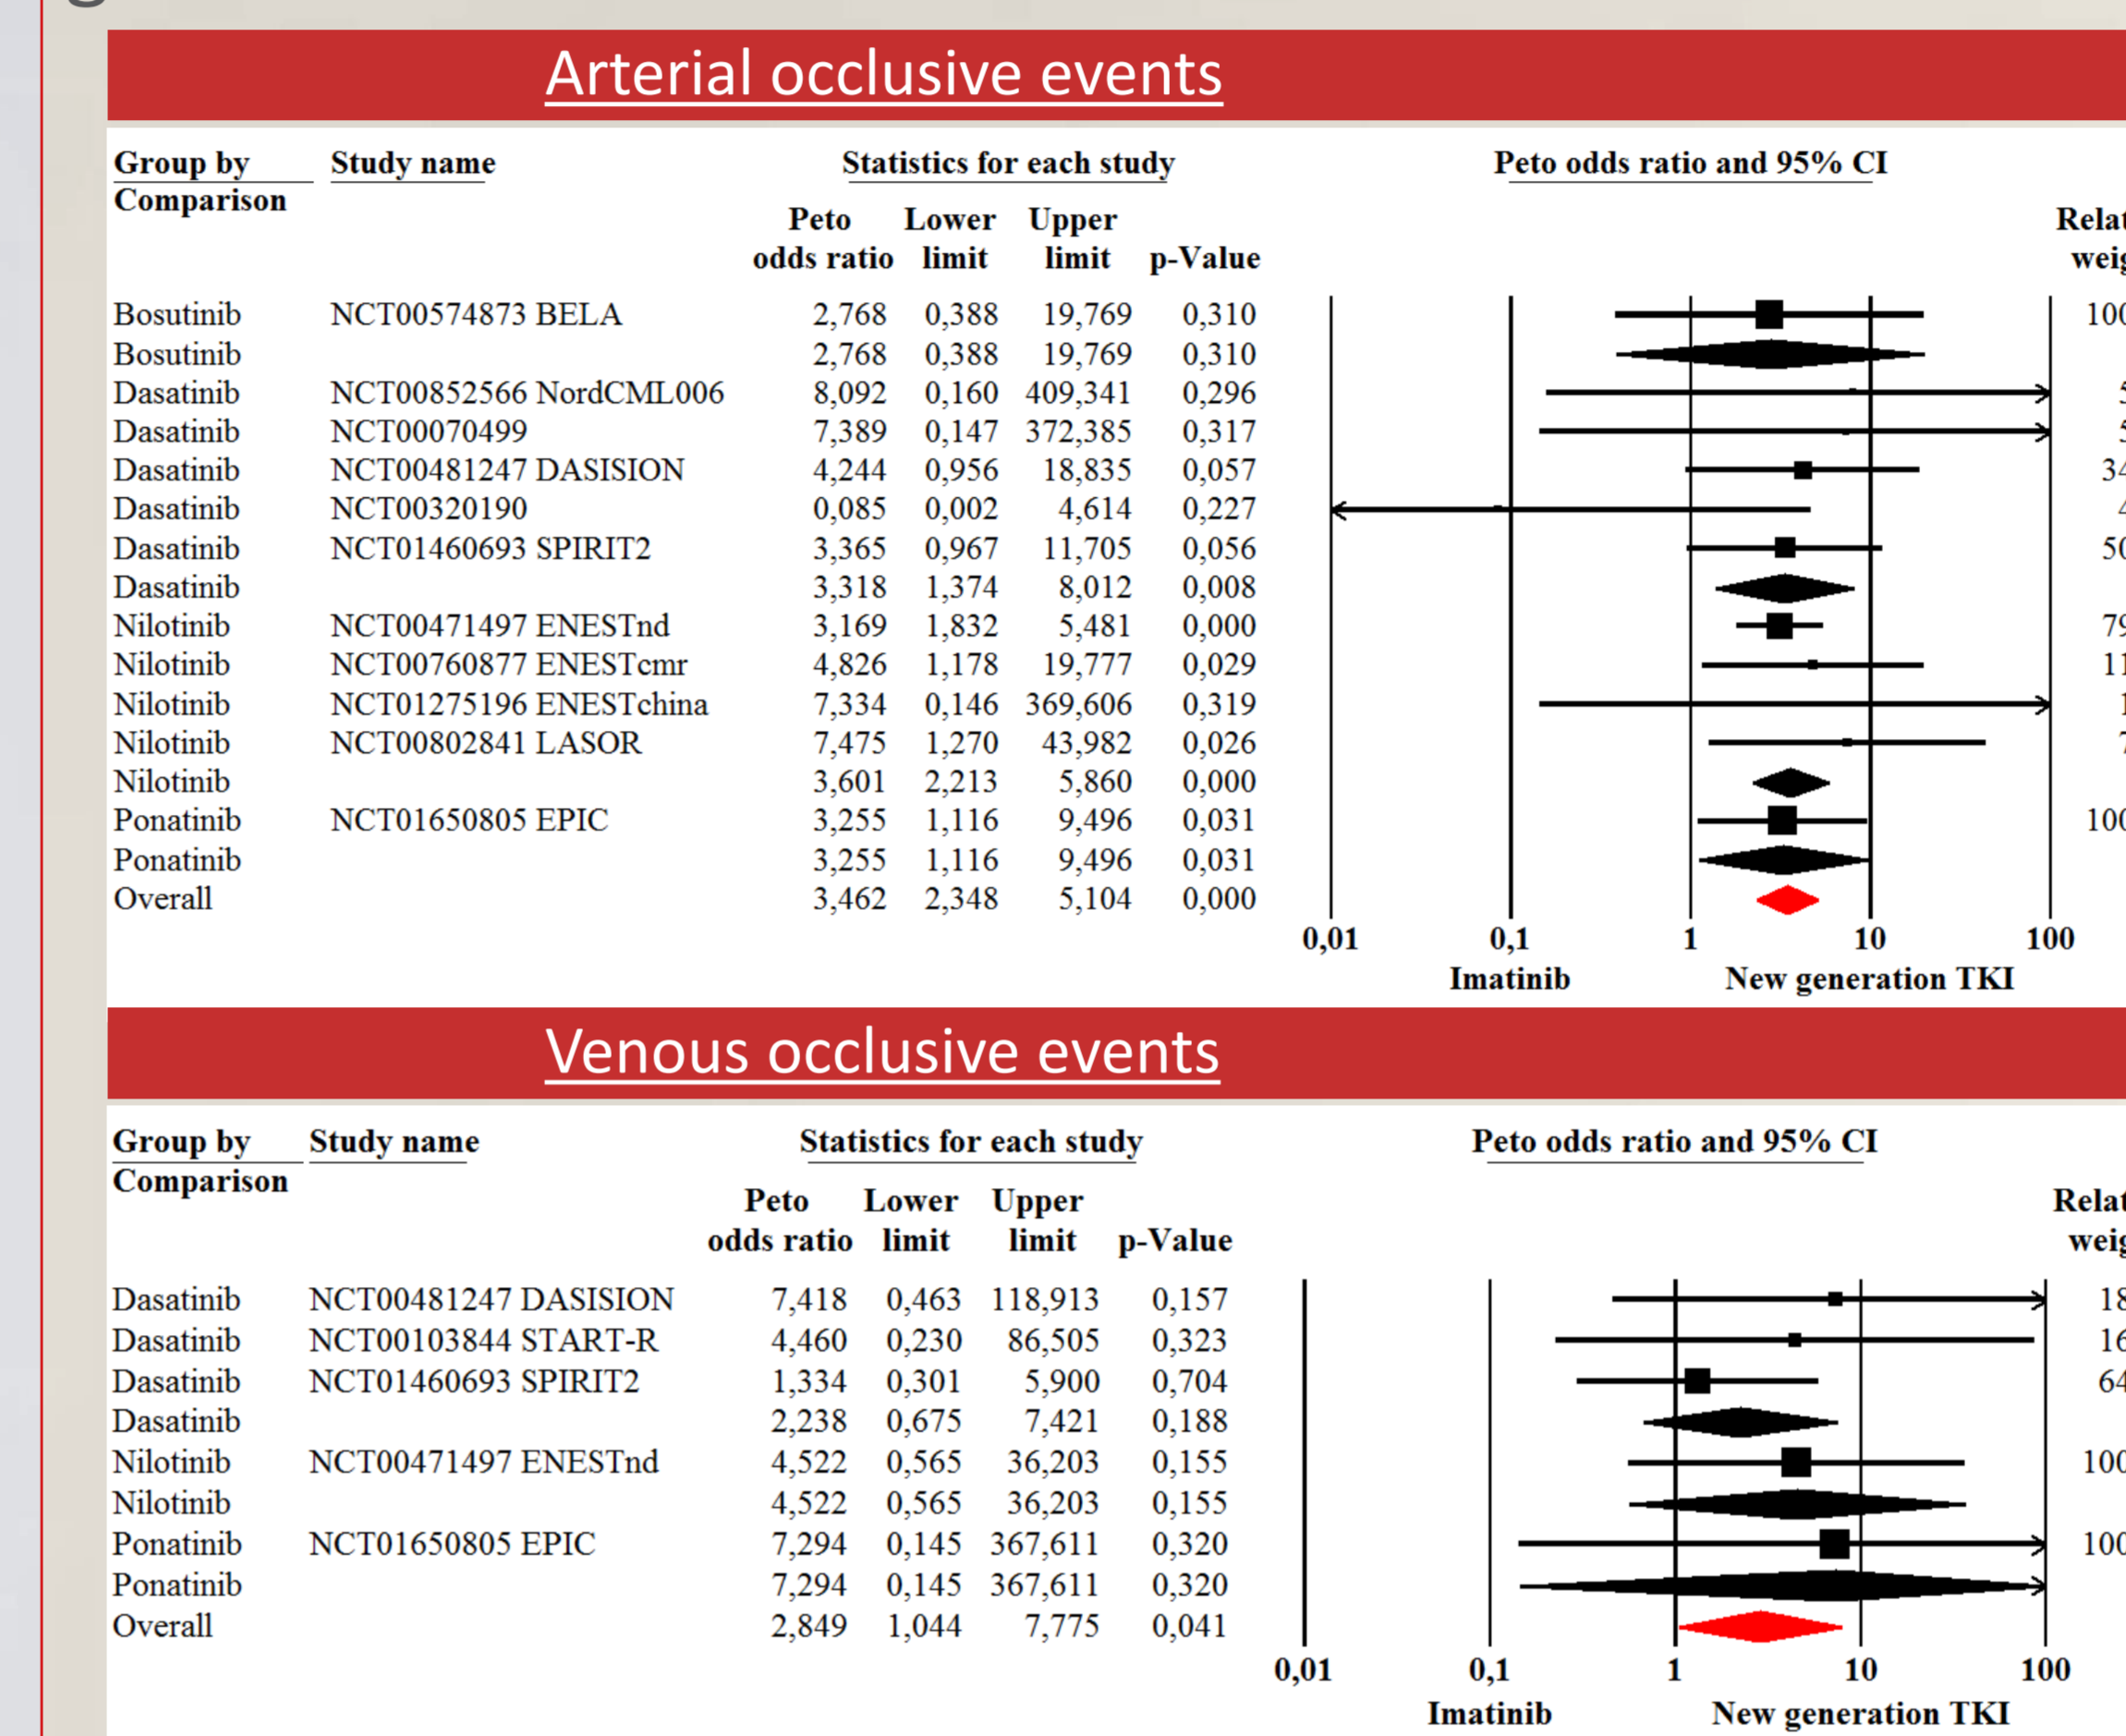 Arterial occlusive events
Group by Study name Statistics for each study Peto odds ratio and 95% CI
Comparison
Peto Lower Upper
odds ratio limit limit p-Value
Bosutinib NCT00574873 BELA 2,768 0,388 19,769 0,310
Bosutinib 2,768 0,388 19,769 0,310
Dasatinib NCT00852566 NordCML006 8,092 0,160 409,341 0,296
Dasatinib NCT00070499 7,389 0,147 372,385 0,317
Dasatinib NCT00481247 DASISION 4,244 0,956 18,835 0,057 34
Dasatinib NCT00320190 0,085 0,002 4,614 0,227
Dasatinib NCT01460693 SPIRIT2 3,365 0,967 11,705 0,056 50
Dasatinib 3,318 1,374 8,012 0,008
Nilotinib NCT00471497 ENESTnd 3,169 1,832 5,481 0,000 79
Nilotinib NCT00760877 ENESTcmr 4,826 1,178 19,777 0,029 11
Nilotinib NCT01275196 ENESTchina 7,334 0,146 369,606 0,319
Nilotinib NCT00802841 LASOR 7,475 1,270 43,982 0,026
Nilotinib 3,601 2,213 5,860 0,000
Ponatinib NCT01650805 EPIC 3,255 1,116 9,496 0,031 100
Ponatinib 3,255 1,116 9,496 0,031
Overall 3,462 2,348 5,104 0,000
0,01 0,1 1 10 100
Imatinib New generation TKI
Venous occlusive events
Group by Study name Statistics for each study Peto odds ratio and 95% CI
Comparison
Peto Lower Upper
odds ratio limit limit p-Value
Dasatinib NCT00481247 DASISION 7,418 0,463 118,913 0,157 18
Dasatinib NCT00103844 START-R 4,460 0,230 86,505 0,323 16
Dasatinib NCT01460693 SPIRIT2 1,334 0,301 5,900 0,704 64
Dasatinib 2,238 0,675 7,421 0,188
Nilotinib NCT00471497 ENESTnd 4,522 0,565 36,203 0,155 100
Nilotinib 4,522 0,565 36,203 0,155
Ponatinib NCT01650805 EPIC 7,294 0,145 367,611 0,320 100
Ponatinib 7,294 0,145 367,611 0,320
Overall 2,849 1,044 7,775 0,041
0,01 0,1 1 10 100
Imatinib New generation TKI